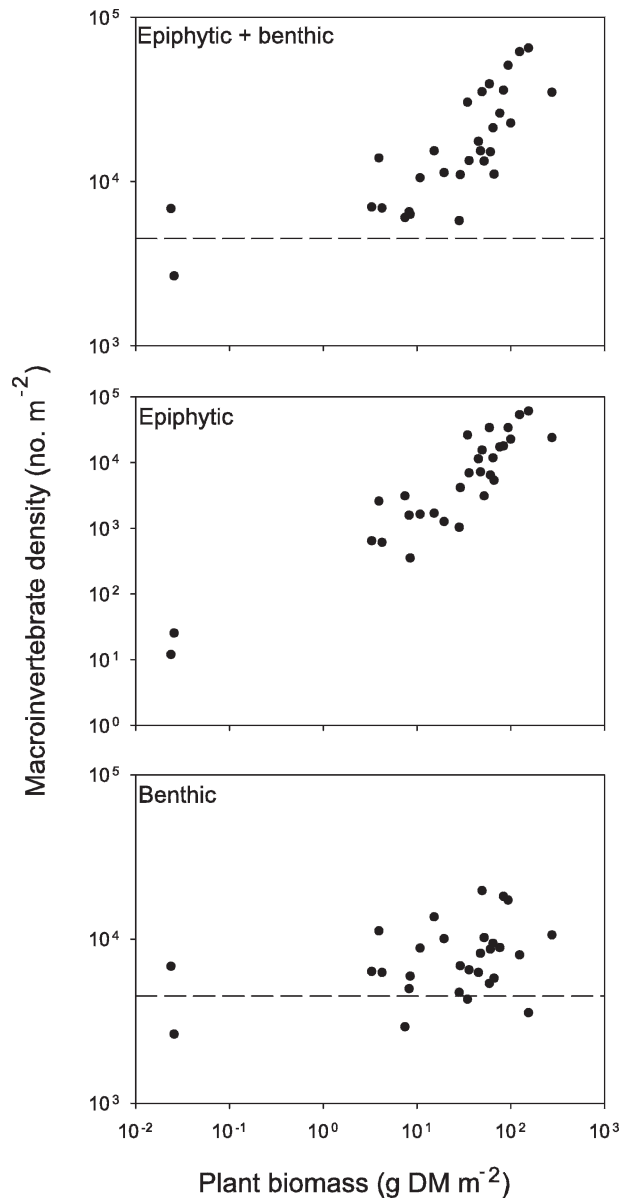 10^5
Epiphytic + benthic
10^4
10^3
10^5
Epiphytic
10^4
10^3
10^2
10^1
10^0
10^5
Benthic
10^4
10^3
10^-2 10^-1 10^0 10^1 10^2 10^3
Macroinvertebrate density (no. m^-2)
Plant biomass (g DM m^-2)